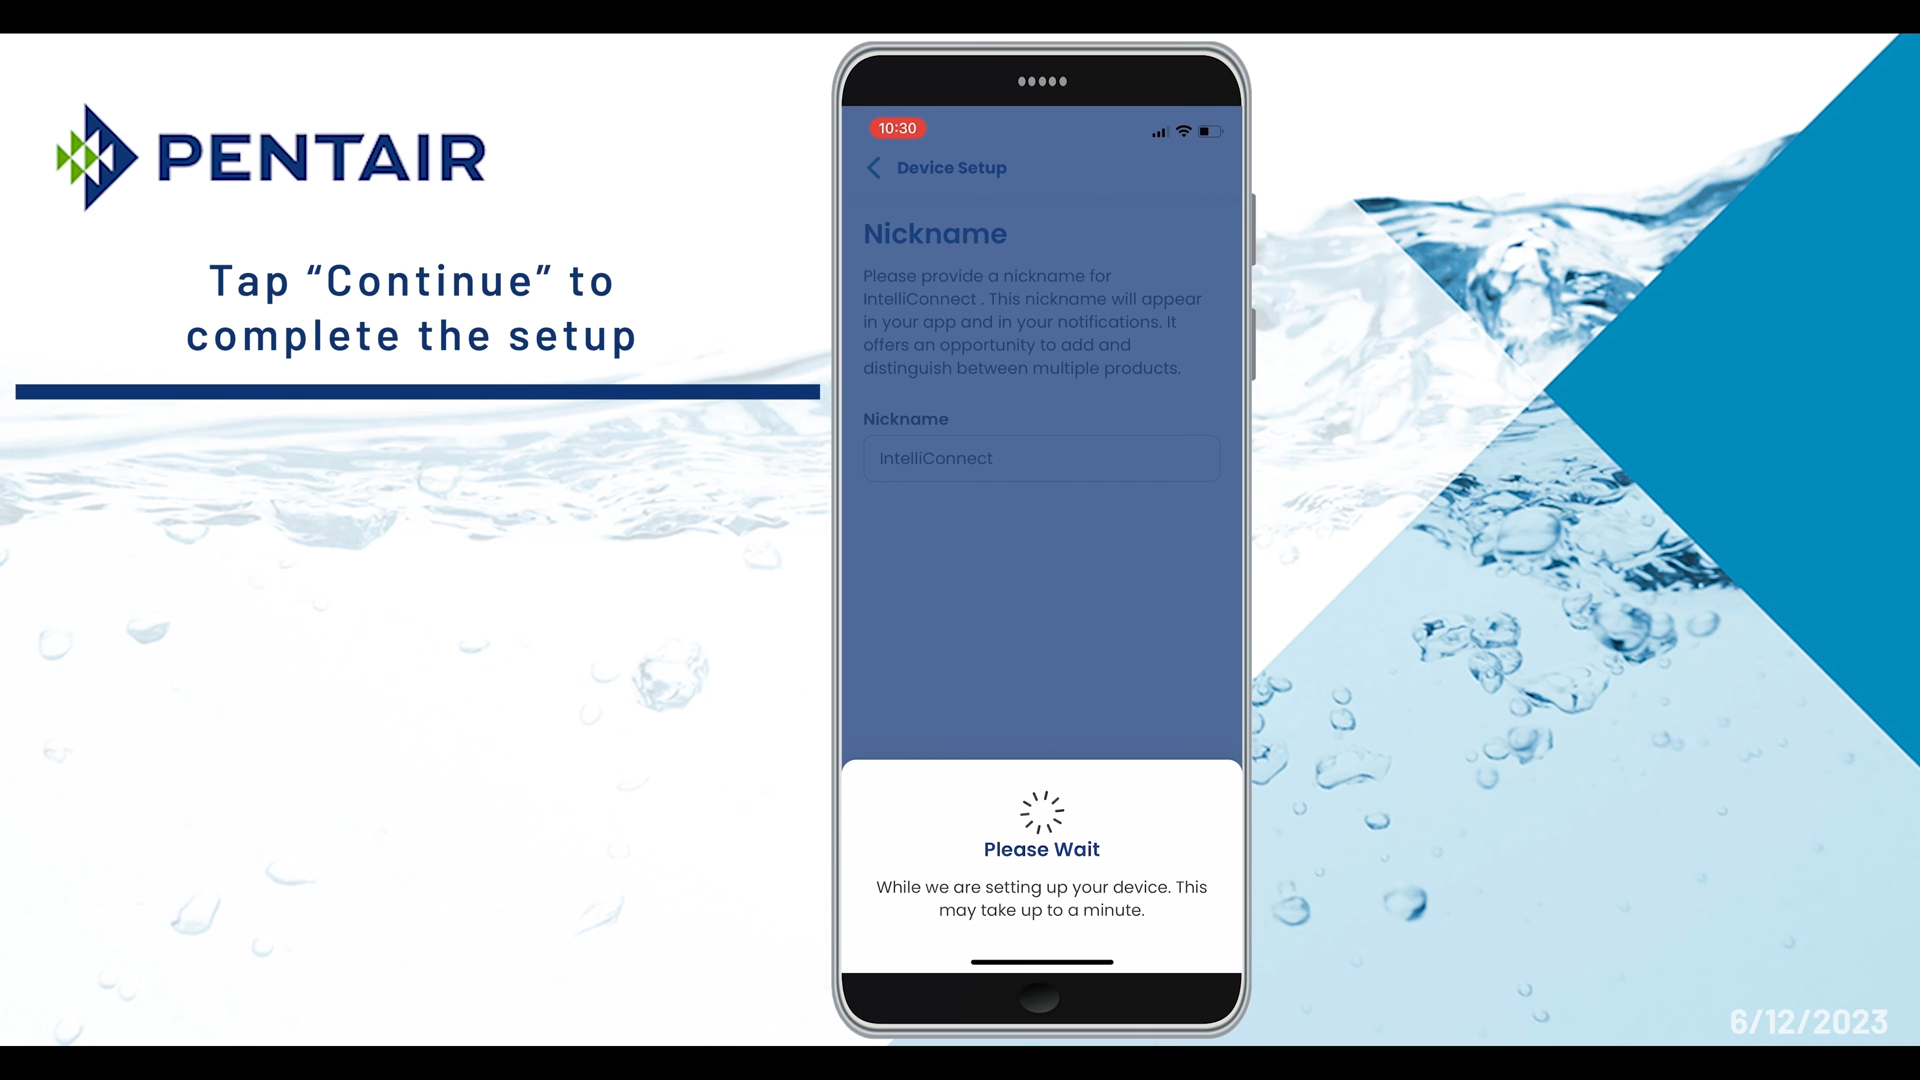 PENTAIR
Tap “Continue” to
complete the setup
10:30
Device Setup
Nickname
Please provide a nickname for
IntelliConnect . This nickname will appear
in your app and in your notifications. It
offers an opportunity to add and
distinguish between multiple products.
Nickname
IntelliConnect
Please Wait
While we are setting up your device. This
may take up to a minute.
6/12/2023